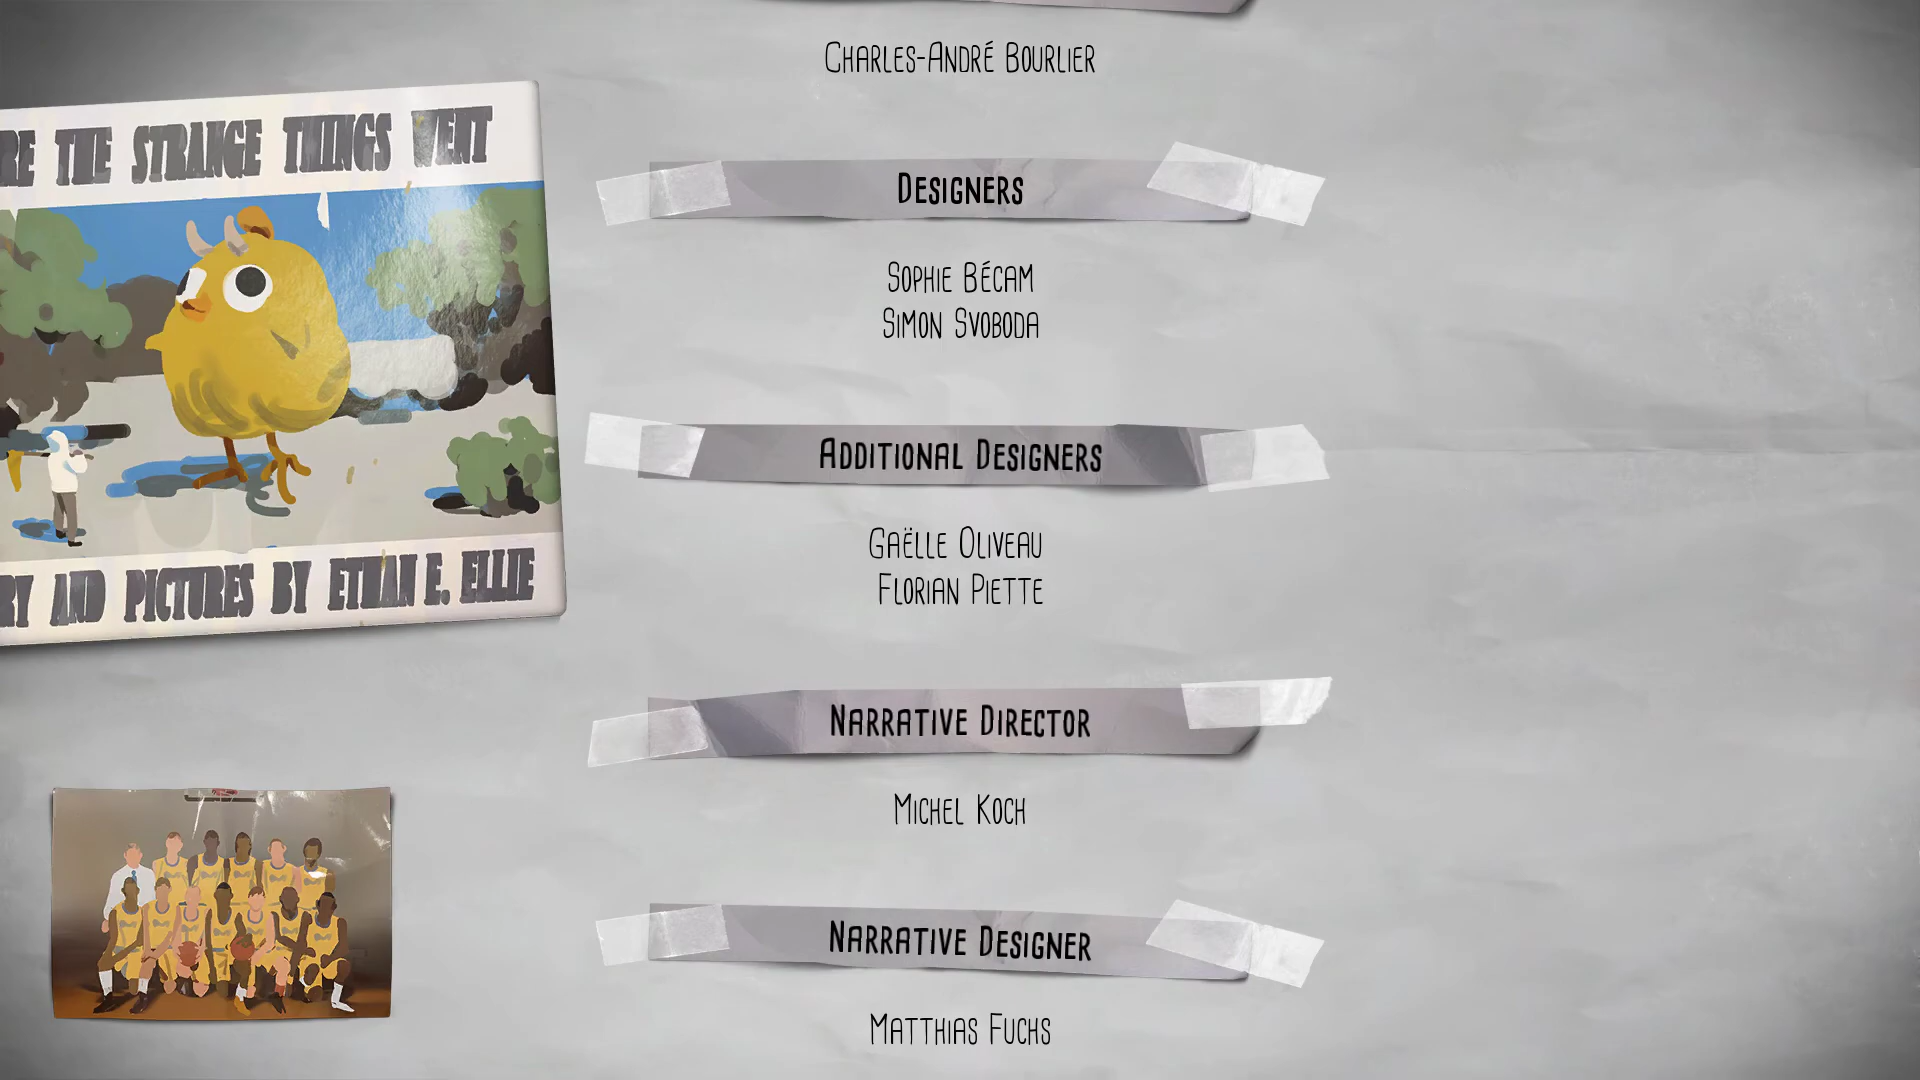 CHARLES-ANDRÉ BOURLIER
RE THE STRANGE THINGS WENT
RY AND PICTURES BY ETHAN E. ELLIE
DESIGNERS
SOPHIE BÉCAM
SIMON SVOBODA
ADDITIONAL DESIGNERS
GAËLLE OLIVEAU
FLORIAN PIETTE
NARRATIVE DIRECTOR
MICHEL KOCH
NARRATIVE DESIGNER
MATTHIAS FUCHS